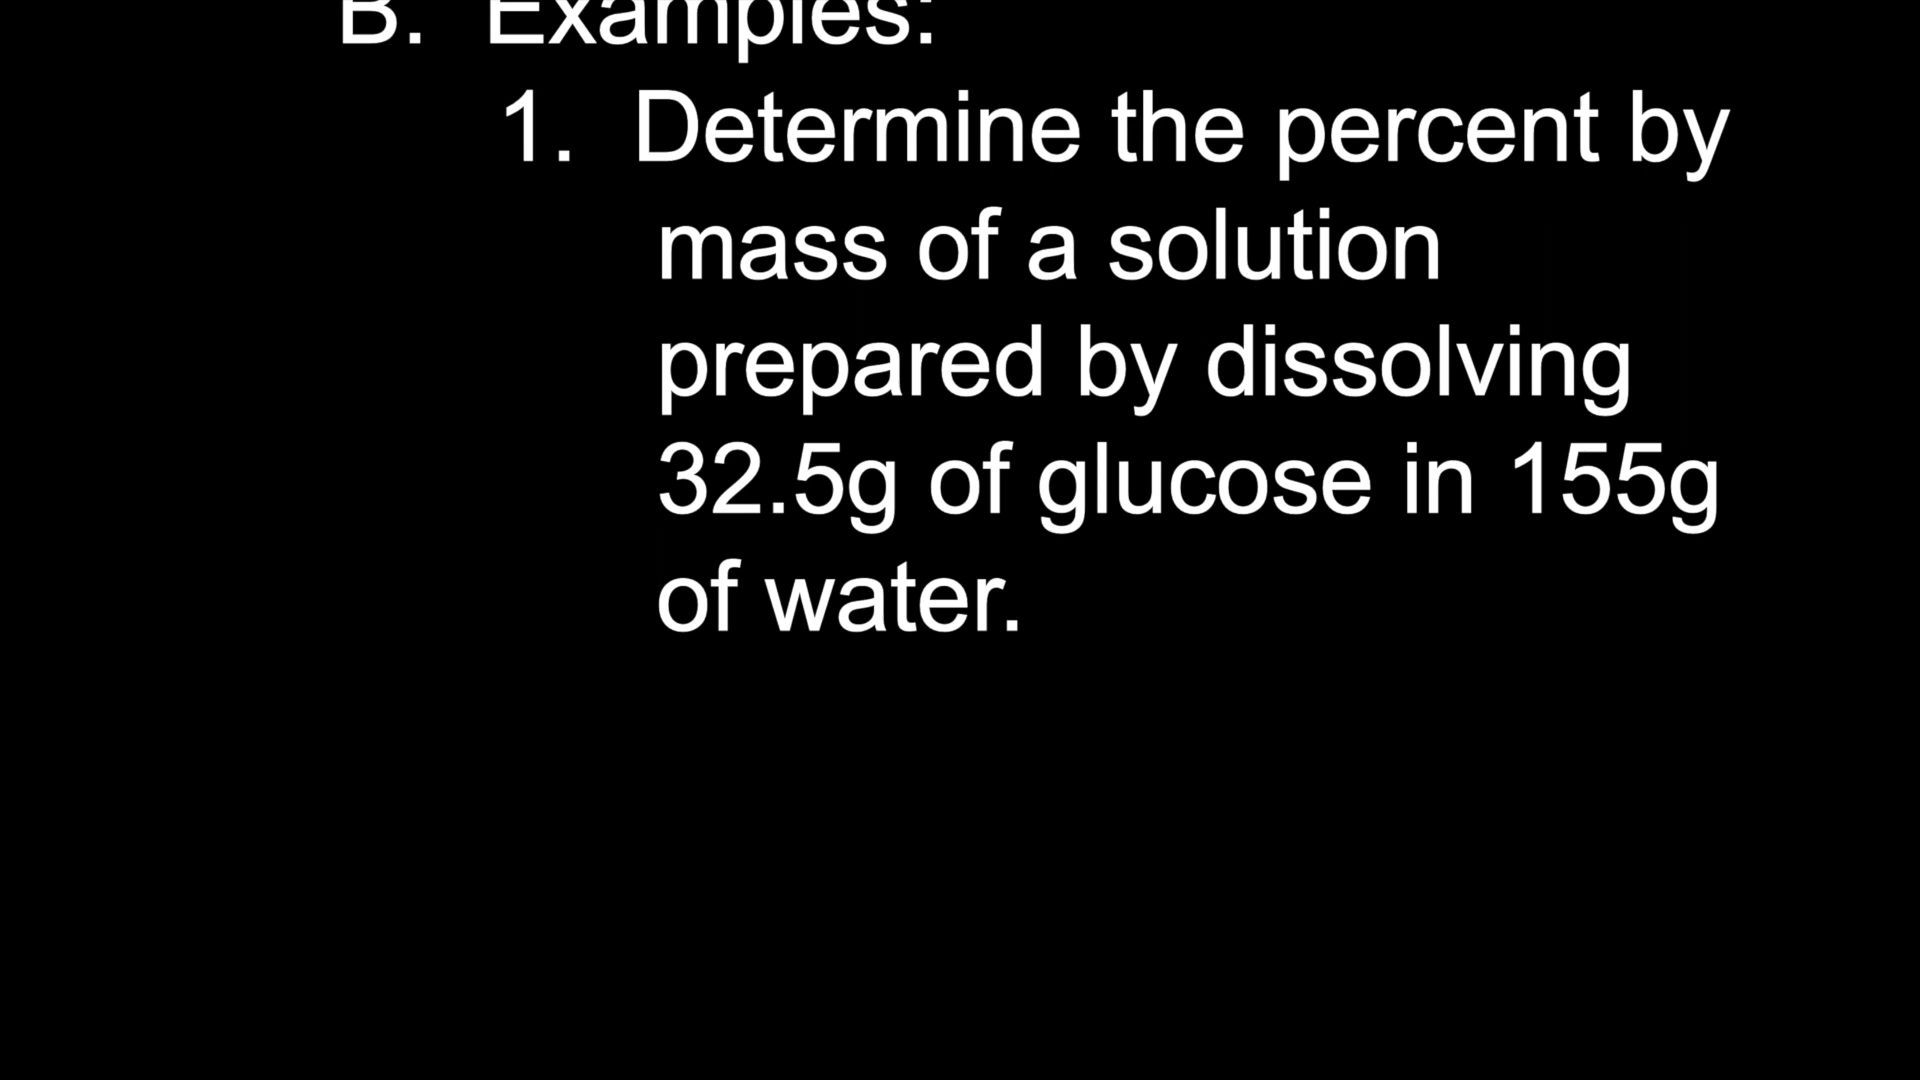 B. Examples:
1. Determine the percent by
mass of a solution
prepared by dissolving
32.5g of glucose in 155g
of water.